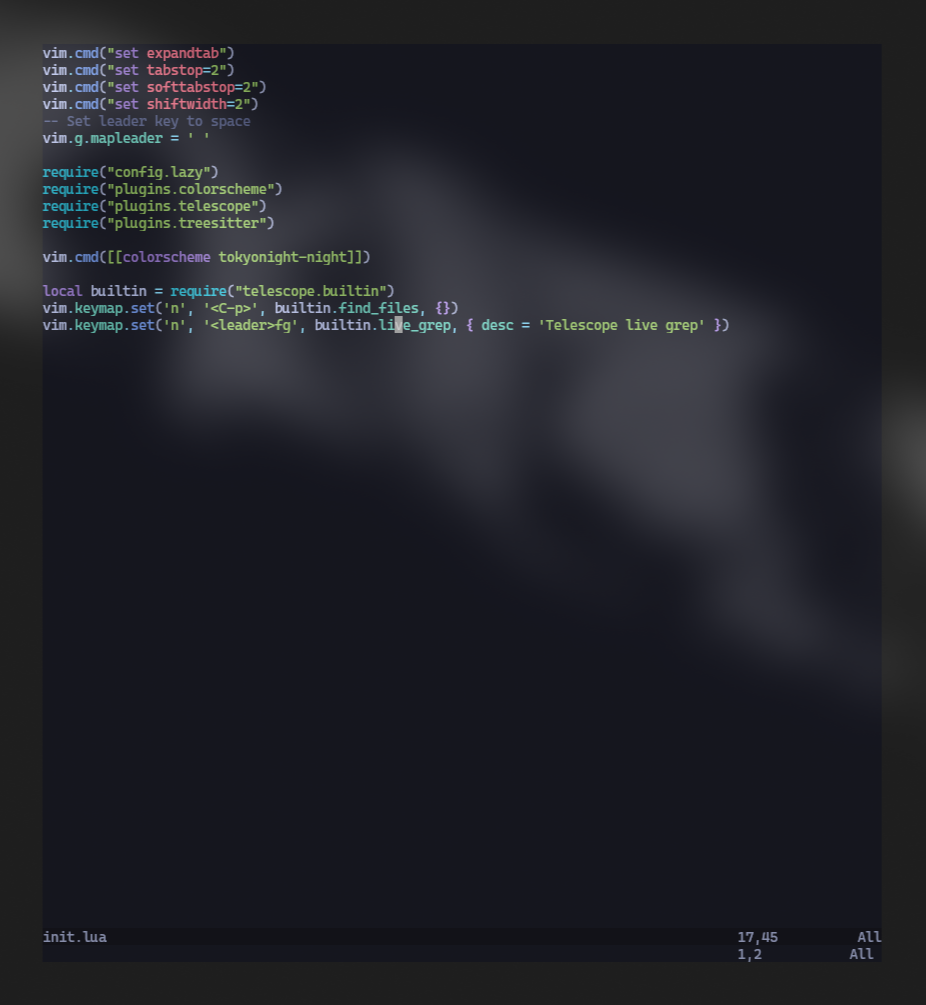 vim.cmd("set expandtab")
vim.cmd("set tabstop=2")
vim.cmd("set softtabstop=2")
vim.cmd("set shiftwidth=2")
-- Set leader key to space
vim.g.mapleader = ' '
require("config.lazy")
require("plugins.colorscheme")
require("plugins.telescope")
require("plugins.treesitter")
vim.cmd([[colorscheme tokyonight-night]])
local builtin = require("telescope.builtin")
vim.keymap.set('n', '<C-p>', builtin.find_files, {})
vim.keymap.set('n', '<leader>fg', builtin.live_grep, { desc = 'Telescope live grep' })
init.lua 17,45 All
1,2 All